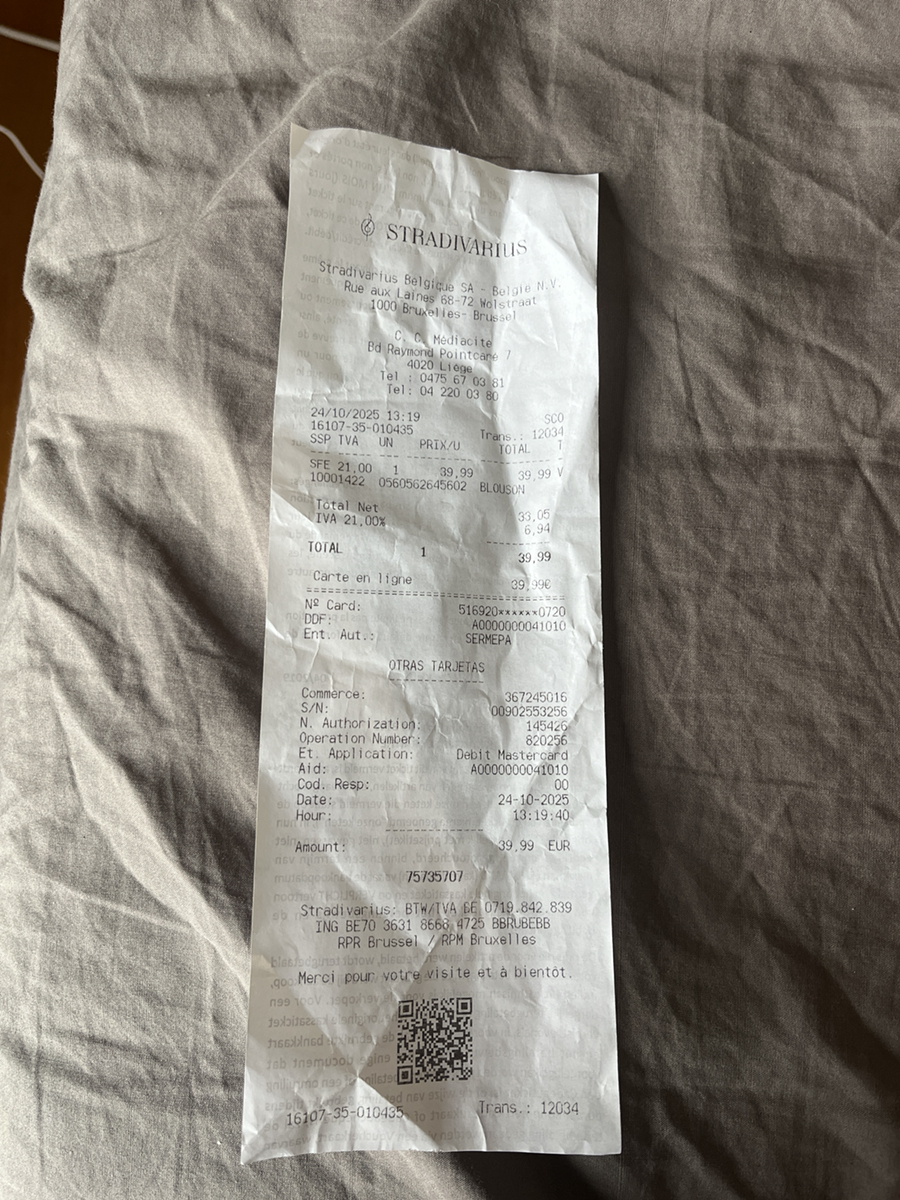 STRADIVARIUS
Stradivarius Belgique SA - België N.V.
Rue aux Laines 68-72 Wolstraat
1000 Bruxelles- Brussel
C. C. Médiacite
Bd Raymond Pointcaré 7
4020 Liège
Tel : 0475 67 03 81
Tel: 04 220 03 80
24/10/2025 13:19 SCO
16107-35-010435 Trans.: 12034
SSP TVA UN PRIX/U TOTAL T
SFE 21,00 1 39,99 39,99 V
10001422 0560562645602 BLOUSON
Total Net 33,05
IVA 21,00% 6,94
TOTAL 1 39,99
Carte en ligne 39,99€
Nº Card: 516920******0720
DDF: A0000000041010
Ent. Aut.: SERMEPA
OTRAS TARJETAS
Commerce: 367245016
S/N: 00902553256
N. Authorization: 145426
Operation Number: 820256
Et. Application: Debit Mastercard
Aid: A0000000041010
Cod. Resp: 00
Date: 24-10-2025
Hour: 13:19:40
Amount: 39,99 EUR
75735707
Stradivarius: BTW/TVA BE 0719.842.839
ING BE70 3631 8668 4725 BBRUBEBB
RPR Brussel / RPM Bruxelles
Merci pour votre visite et à bientôt.
16107-35-010435 Trans.: 12034